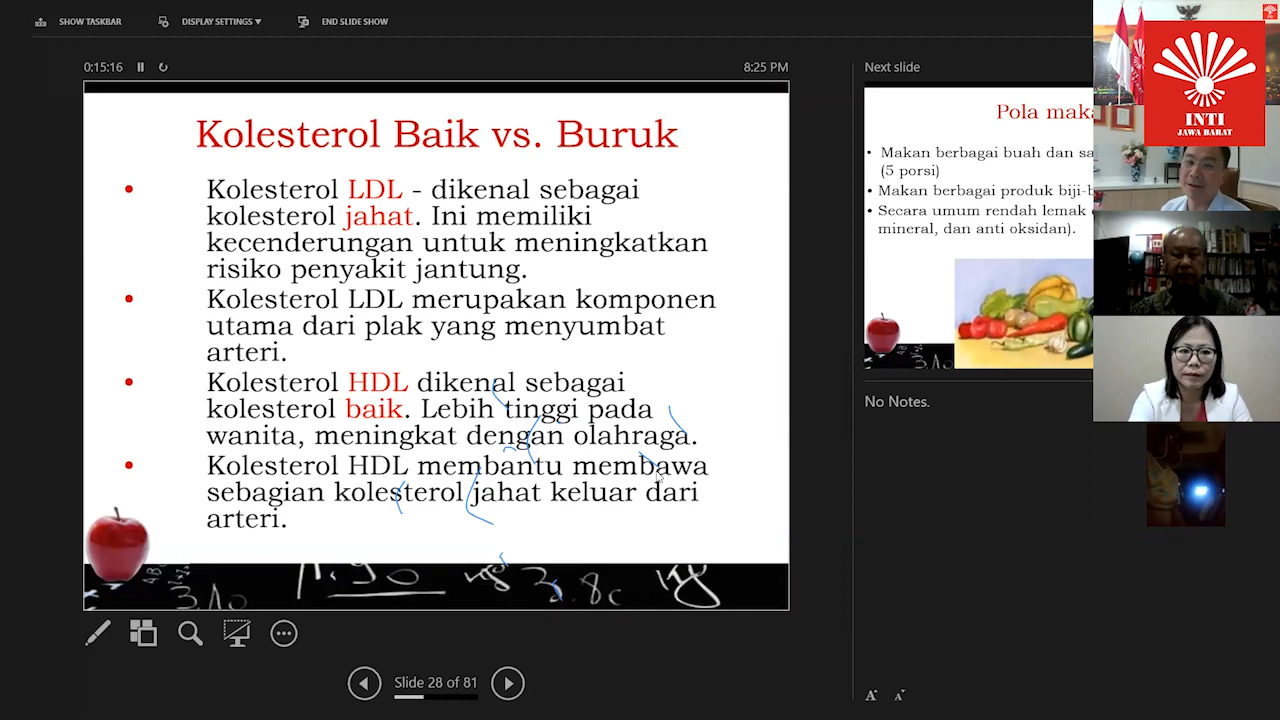 SHOW TASKBAR
DISPLAY SETTINGS ▼
END SLIDE SHOW
0:15:16
8:25 PM
Kolesterol Baik vs. Buruk
• Kolesterol LDL - dikenal sebagai
kolesterol jahat. Ini memiliki
kecenderungan untuk meningkatkan
risiko penyakit jantung.
• Kolesterol LDL merupakan komponen
utama dari plak yang menyumbat
arteri.
• Kolesterol HDL dikenal sebagai
kolesterol baik. Lebih tinggi pada
wanita, meningkat dengan olahraga.
• Kolesterol HDL membantu membawa
sebagian kolesterol jahat keluar dari
arteri.
Slide 28 of 81
Next slide
Pola
• Makan berbagai buah dan
(5 porsi)
• Makan berbagai produk
• Secara umum rendah lemak
mineral, dan anti oksidan).
No Notes.
INTI
JAWA BARAT